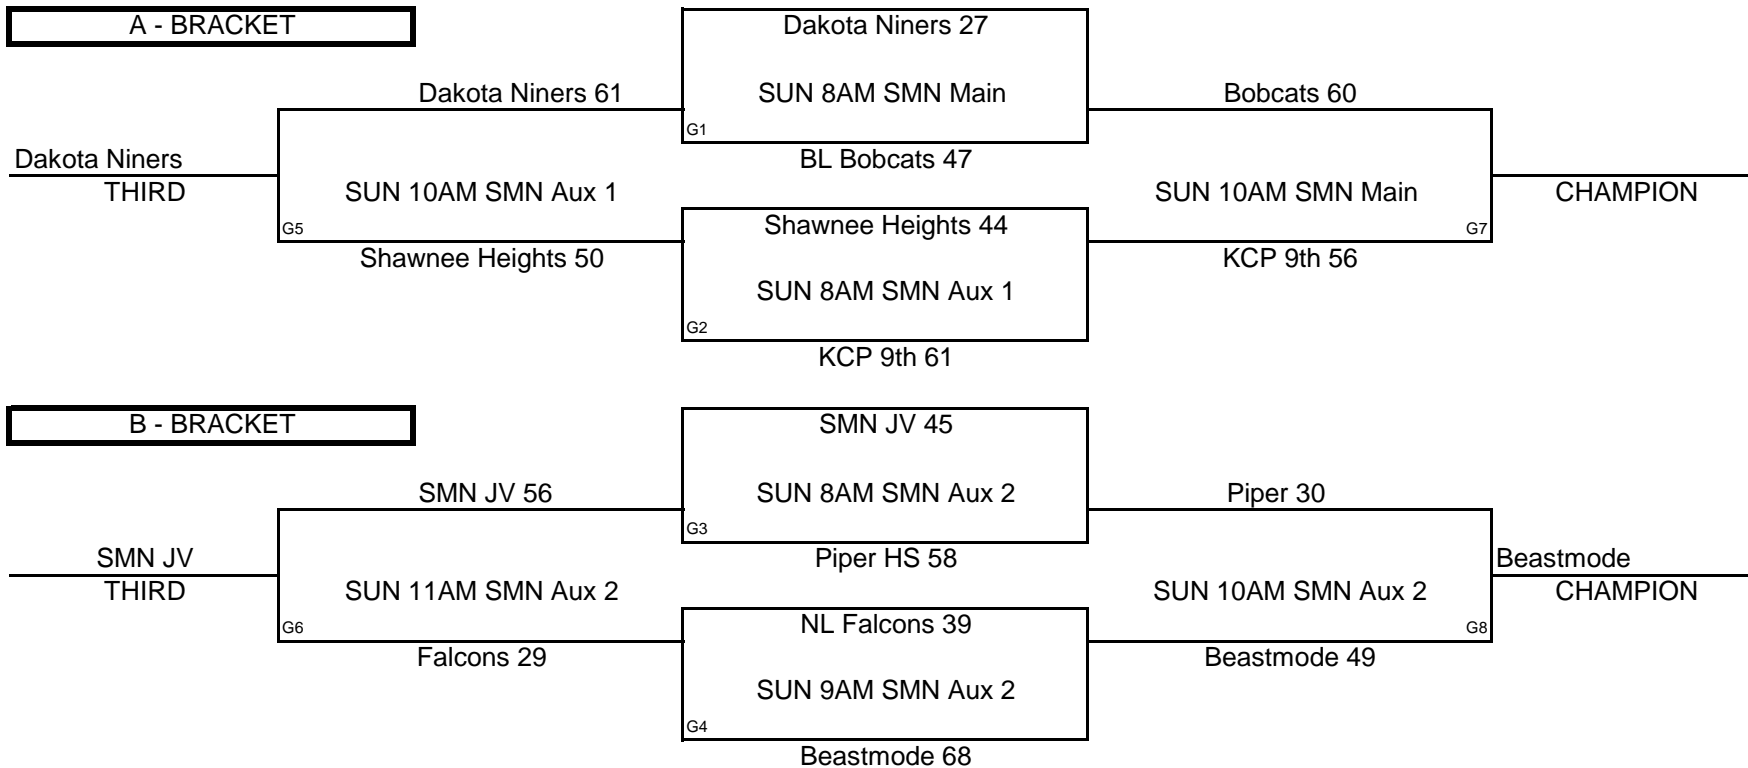 A - BRACKET
Dakota Niners 27
Dakota Niners 61
SUN 8AM SMN Main
Bobcats 60
G1
Dakota Niners
BL Bobcats 47
THIRD
SUN 10AM SMN Aux 1
SUN 10AM SMN Main
CHAMPION
G5
Shawnee Heights 44
G7
Shawnee Heights 50
KCP 9th 56
SUN 8AM SMN Aux 1
G2
KCP 9th 61
B - BRACKET
SMN JV 45
SMN JV 56
SUN 8AM SMN Aux 2
Piper 30
G3
SMN JV
Piper HS 58
Beastmode
THIRD
SUN 11AM SMN Aux 2
SUN 10AM SMN Aux 2
CHAMPION
G6
NL Falcons 39
G8
Falcons 29
Beastmode 49
SUN 9AM SMN Aux 2
G4
Beastmode 68